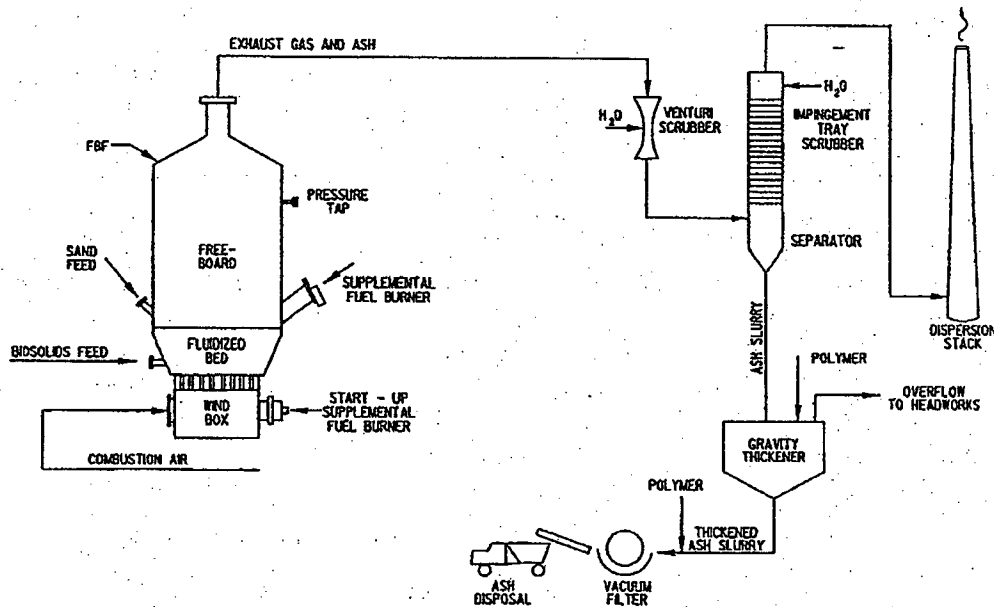 EXHAUST GAS AND ASH
H2O
VENTURI
SCRUBBER
H2O
IMPINGEMENT
TRAY
SCRUBBER
FBF
PRESSURE
TAP
SAND
FEED
FREE-
BOARD
SUPPLEMENTAL
FUEL BURNER
SEPARATOR
FLUIDIZED
BED
BIOSOLIDS FEED
DISPERSION
STACK
ASH SLURRY
POLYMER
START - UP
SUPPLEMENTAL
FUEL BURNER
WIND
BOX
OVERFLOW
TO HEADWORKS
COMBUSTION AIR
GRAVITY
THICKENER
POLYMER
THICKENED
ASH SLURRY
ASH
DISPOSAL
VACUUM
FILTER